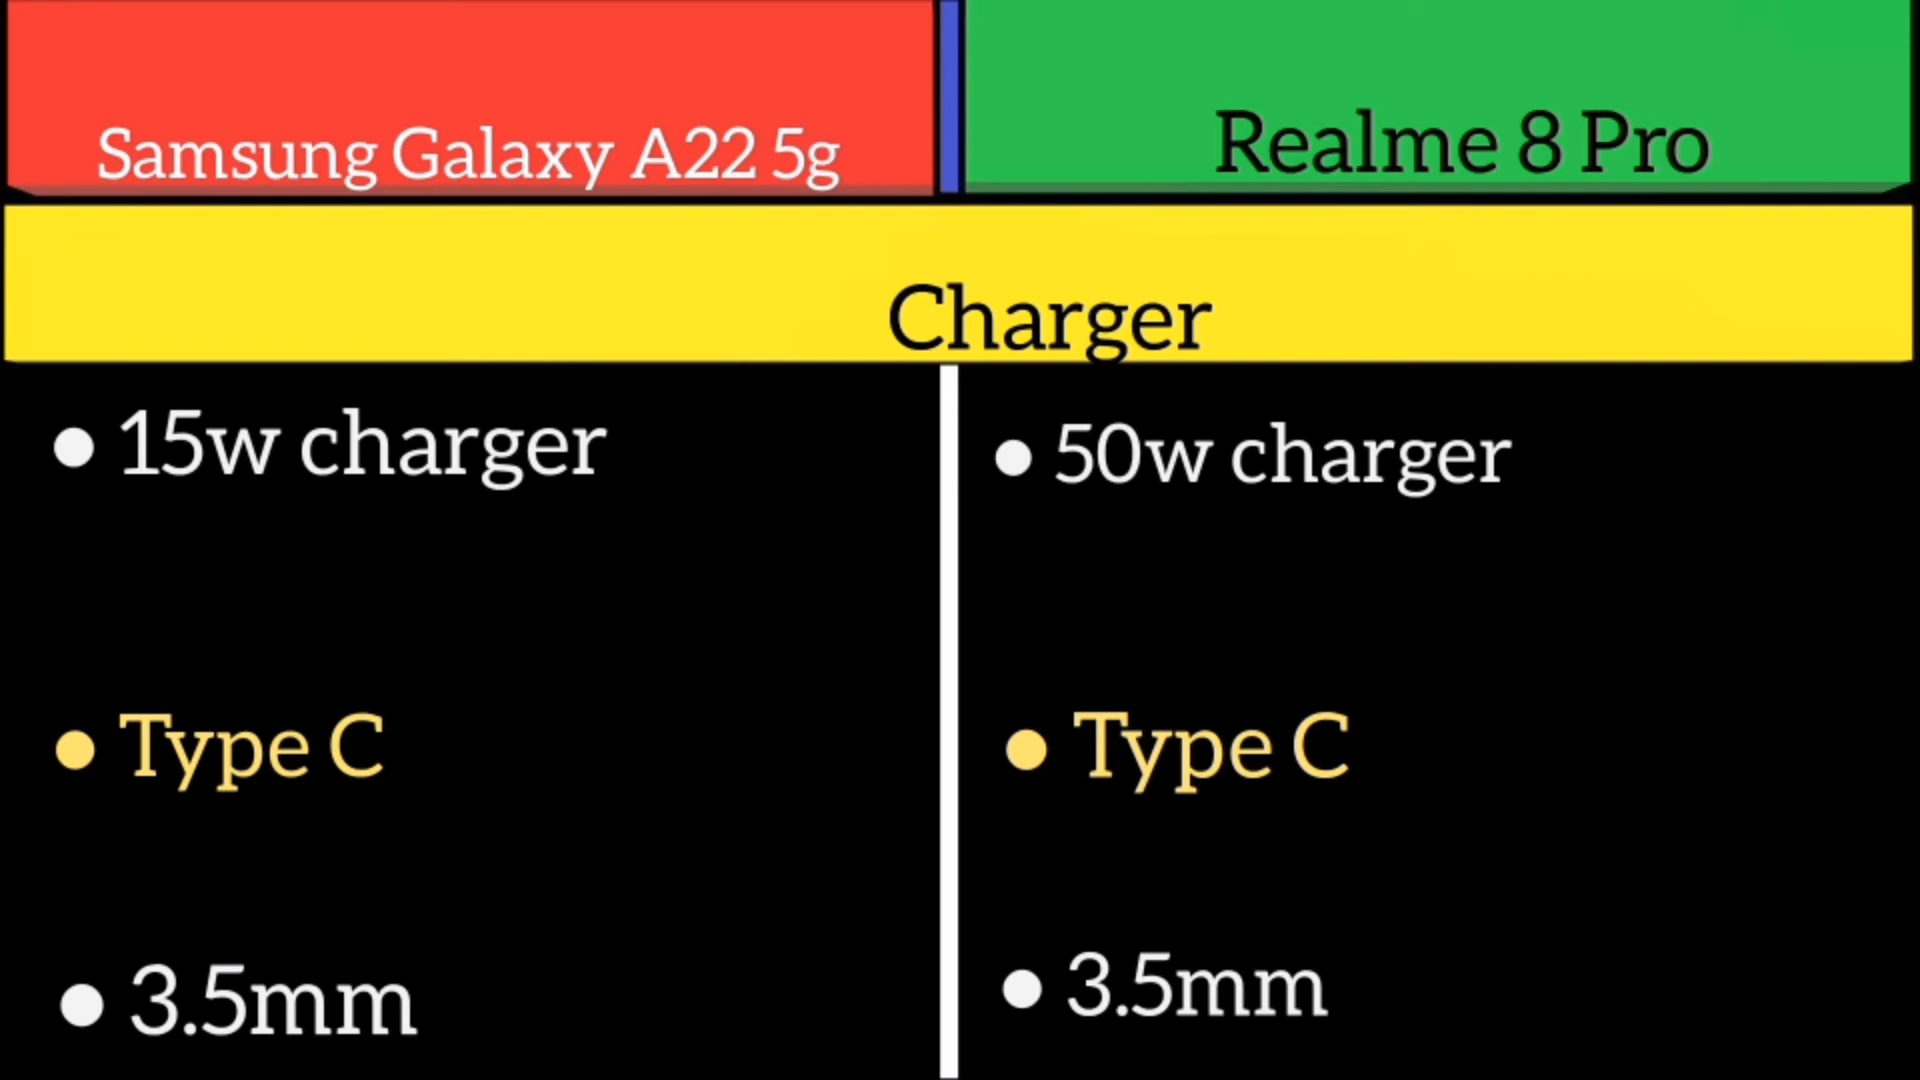 Samsung Galaxy A22 5g
Realme 8 Pro
Charger
● 15w charger
● 50w charger
● Type C
● Type C
● 3.5mm
● 3.5mm